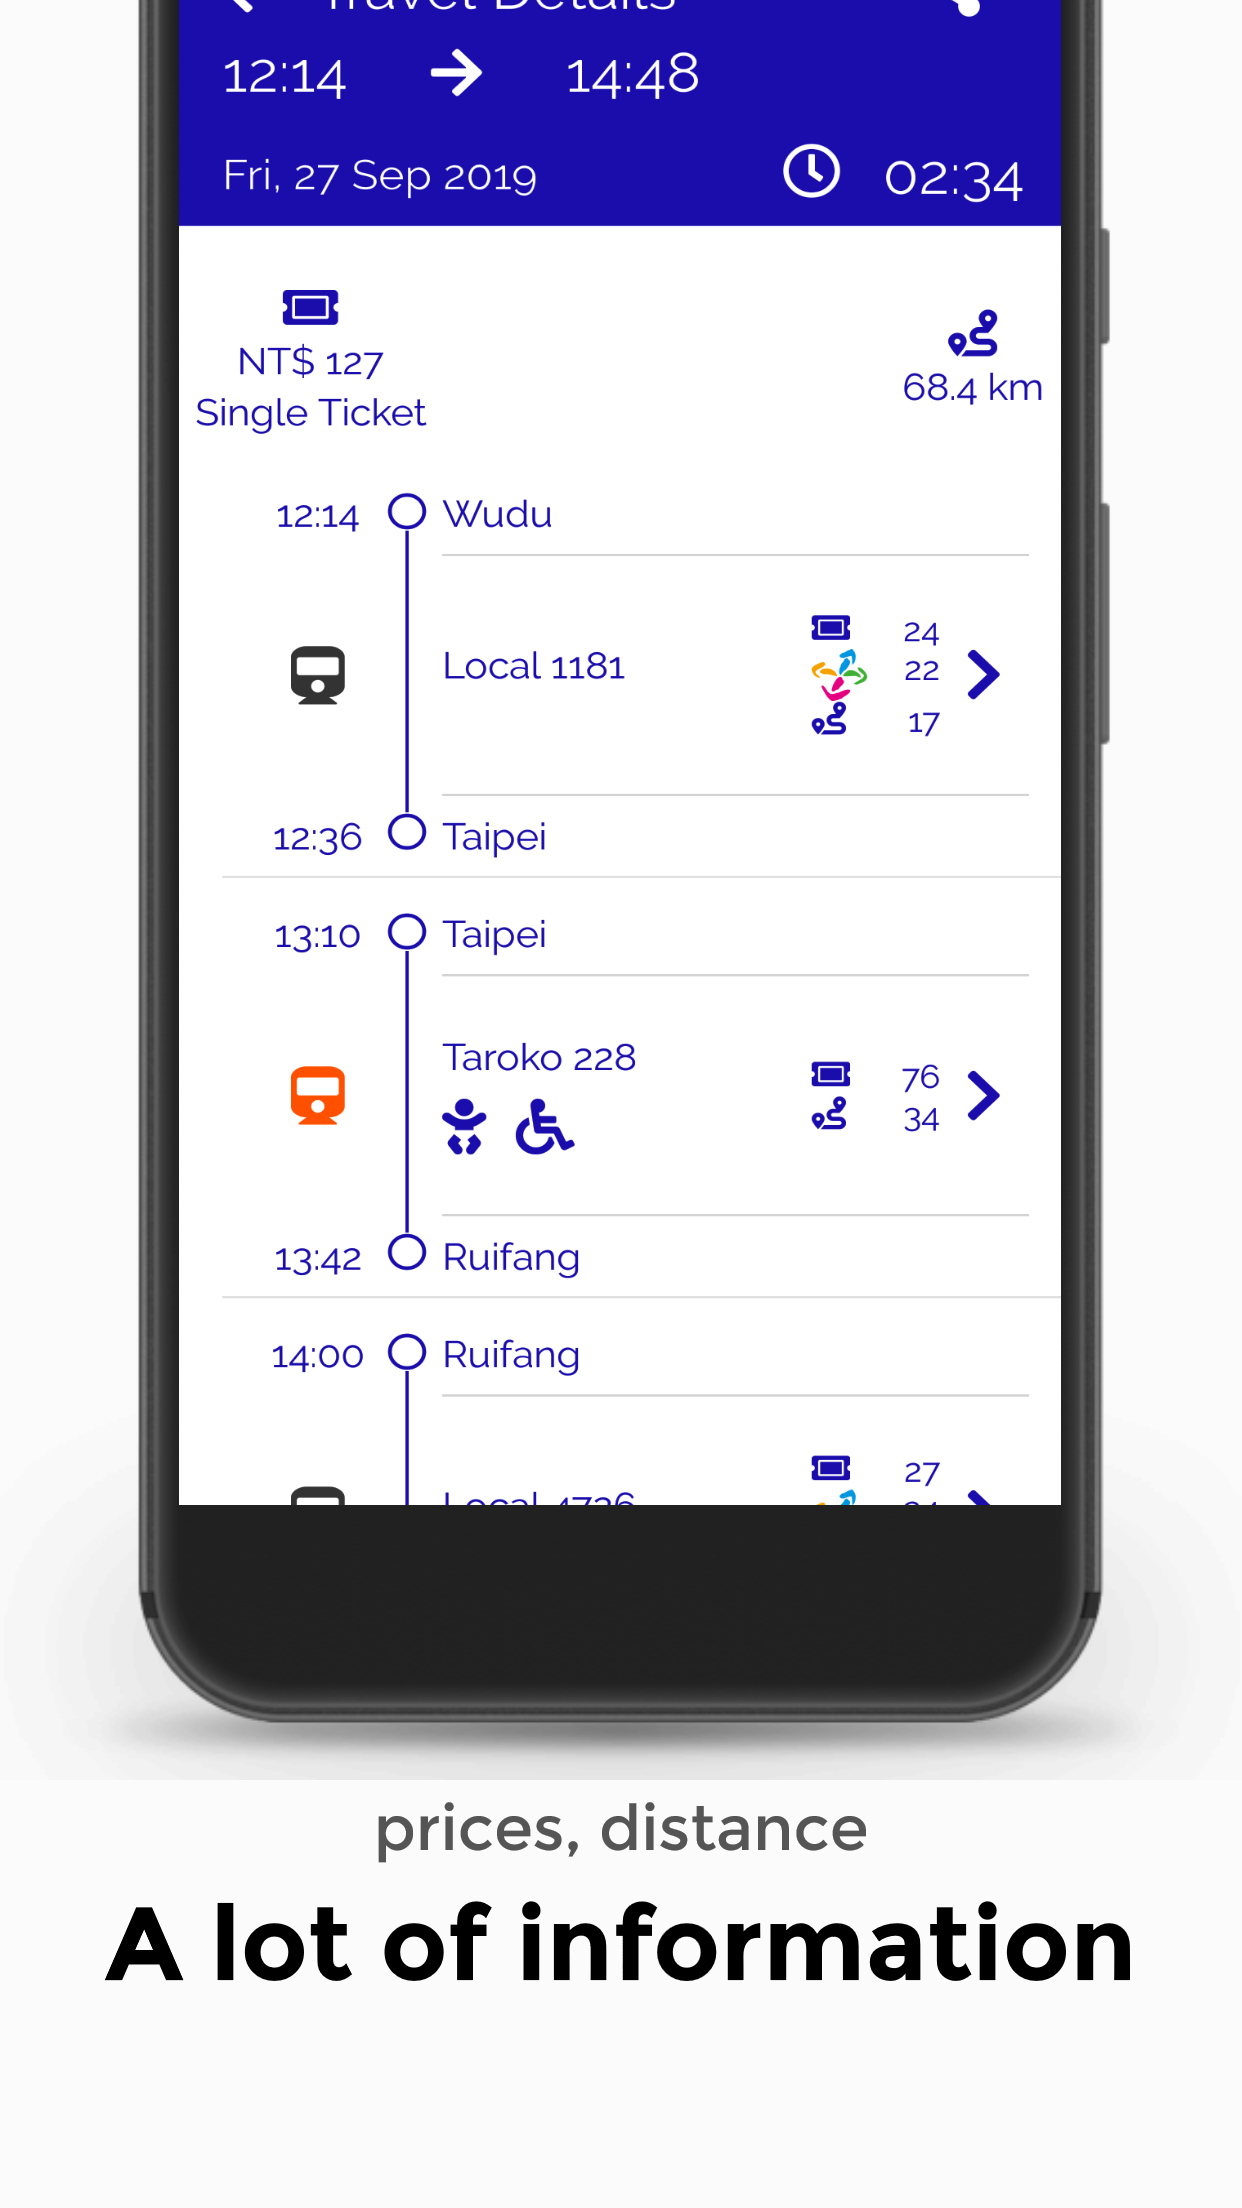 Travel Details
12:14 14:48
Fri, 27 Sep 2019 02:34
NT$ 127
Single Ticket
68.4 km
12:14 Wudu
Local 1181
24
22
17
12:36 Taipei
13:10 Taipei
Taroko 228
76
34
13:42 Ruifang
14:00 Ruifang
27
Local 4736
prices, distance
A lot of information